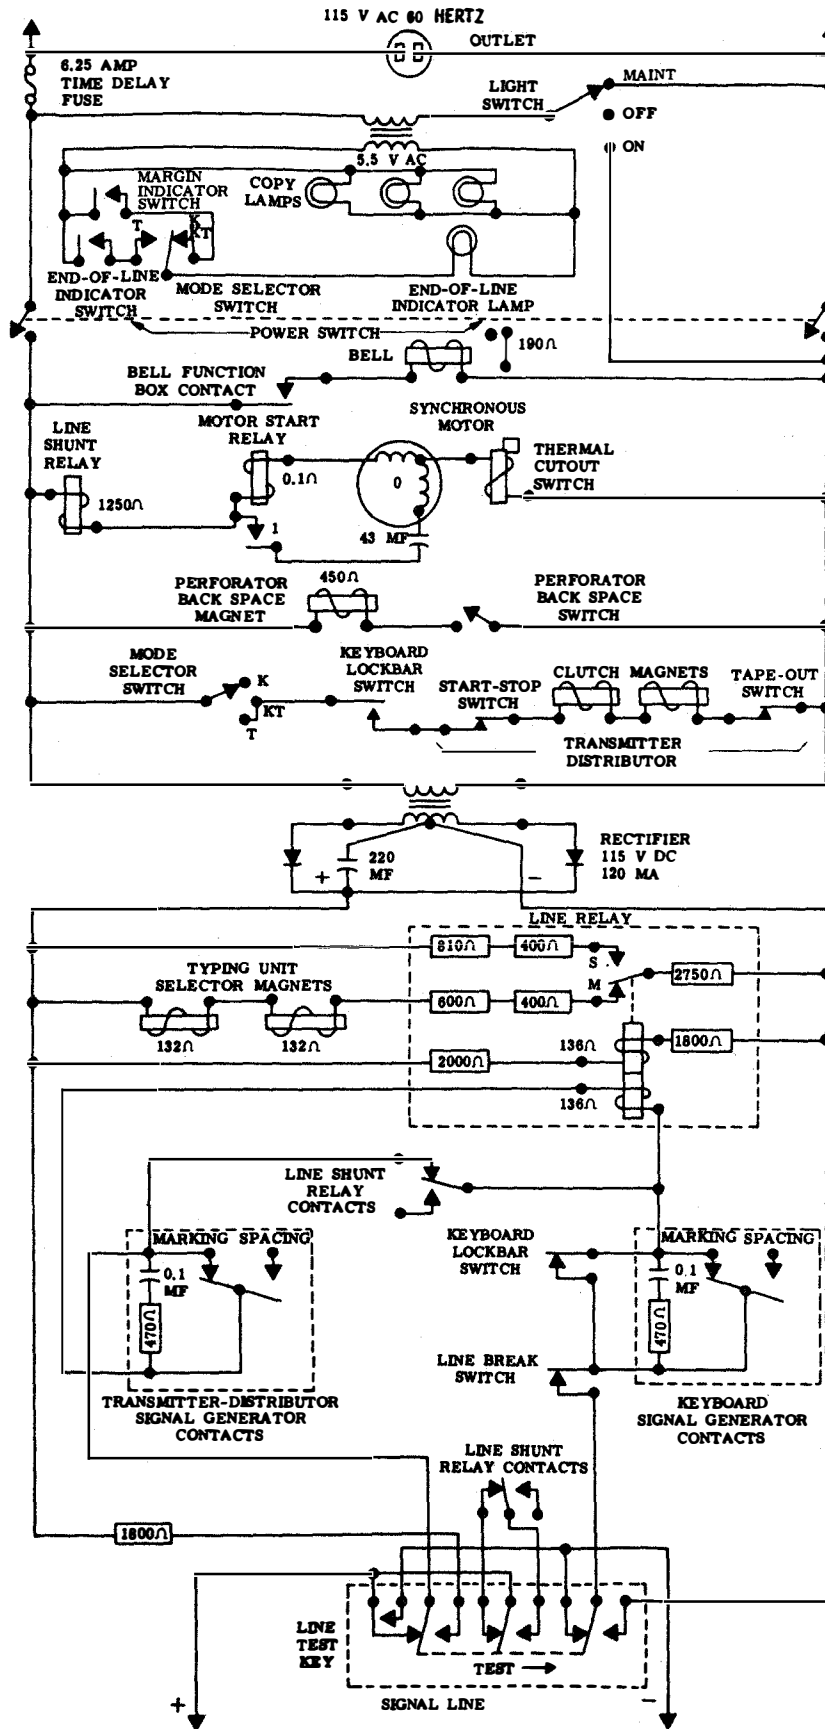 115 V AC 60 HERTZ
OUTLET
6.25 AMP
TIME DELAY
FUSE
LIGHT
SWITCH
MAINT
OFF
ON
5.5 V AC
MARGIN
INDICATOR
SWITCH
COPY
LAMPS
T
K
KT
END-OF-LINE
INDICATOR
SWITCH
MODE SELECTOR
SWITCH
END-OF-LINE
INDICATOR LAMP
POWER SWITCH
190Ω
BELL
BELL FUNCTION
BOX CONTACT
LINE
SHUNT
RELAY
MOTOR START
RELAY
SYNCHRONOUS
MOTOR
THERMAL
CUTOUT
SWITCH
0.1Ω
0
1250Ω
1
43 MF
450Ω
PERFORATOR
BACK SPACE
MAGNET
PERFORATOR
BACK SPACE
SWITCH
MODE
SELECTOR
SWITCH
K
KT
T
KEYBOARD
LOCKBAR
SWITCH
START-STOP
SWITCH
CLUTCH MAGNETS
TAPE-OUT
SWITCH
TRANSMITTER
DISTRIBUTOR
RECTIFIER
115 V DC
120 MA
+
220
MF
-
LINE RELAY
810Ω
400Ω
S
M
2750Ω
TYPING UNIT
SELECTOR MAGNETS
600Ω
400Ω
132Ω
132Ω
2000Ω
136Ω
1800Ω
136Ω
LINE SHUNT
RELAY
CONTACTS
MARKING SPACING
0.1
MF
470Ω
KEYBOARD
LOCKBAR
SWITCH
MARKING SPACING
0.1
MF
470Ω
LINE BREAK
SWITCH
TRANSMITTER-DISTRIBUTOR
SIGNAL GENERATOR
CONTACTS
KEYBOARD
SIGNAL GENERATOR
CONTACTS
LINE SHUNT
RELAY CONTACTS
1600Ω
LINE
TEST
KEY
TEST
+
SIGNAL LINE
-